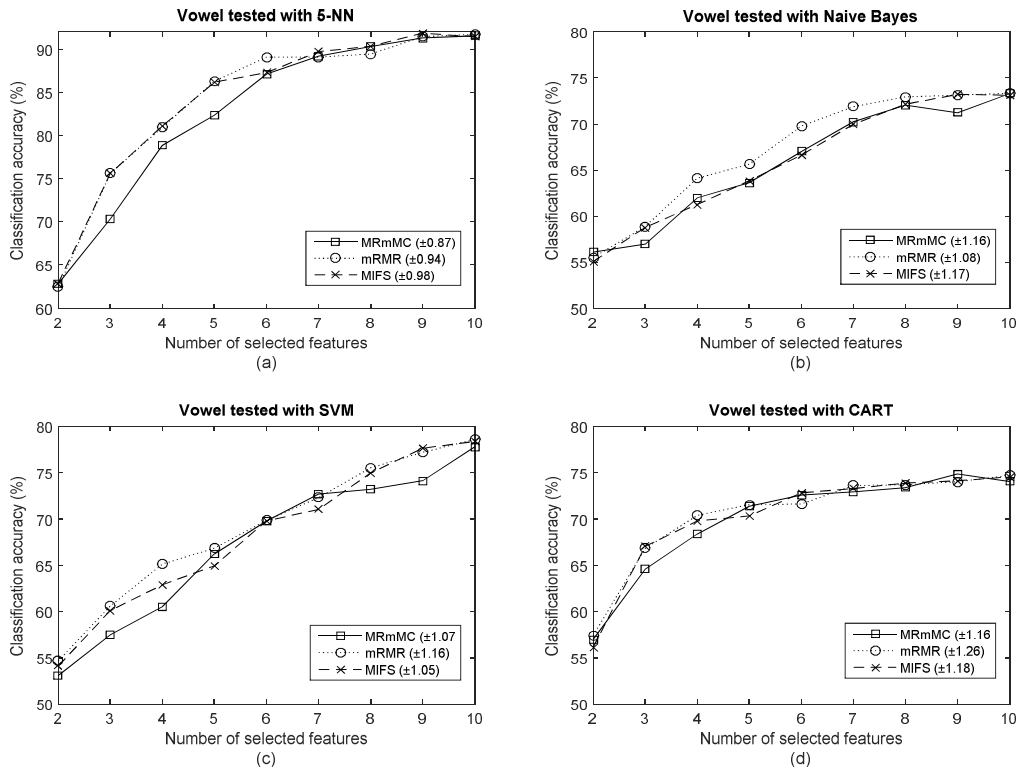 Vowel tested with 5-NN
Classification accuracy (%)
90
85
80
75
70
65
60
MRmMC (±0.87)
mRMR (±0.94)
MIFS (±0.98)
2 3 4 5 6 7 8 9 10
Number of selected features
(a)
Vowel tested with Naive Bayes
Classification accuracy (%)
80
75
70
65
60
55
50
MRmMC (±1.16)
mRMR (±1.08)
MIFS (±1.17)
2 3 4 5 6 7 8 9 10
Number of selected features
(b)
Vowel tested with SVM
Classification accuracy (%)
80
75
70
65
60
55
50
MRmMC (±1.07
mRMR (±1.16)
MIFS (±1.05)
2 3 4 5 6 7 8 9 10
Number of selected features
(c)
Vowel tested with CART
Classification accuracy (%)
80
75
70
65
60
55
50
MRmMC (±1.16
mRMR (±1.26)
MIFS (±1.18)
2 3 4 5 6 7 8 9 10
Number of selected features
(d)